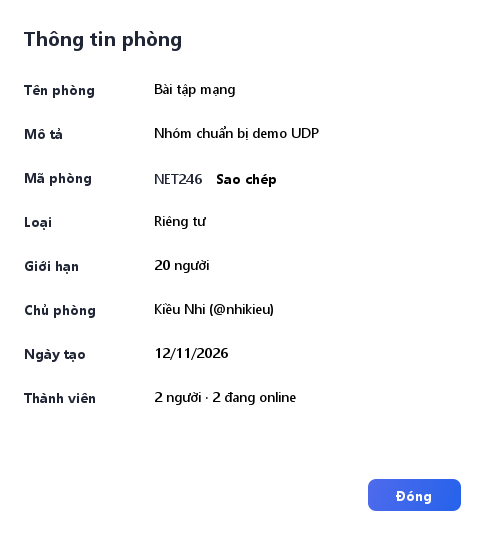 Thông tin phòng
Tên phòng Bài tập mạng
Mô tả Nhóm chuẩn bị demo UDP
Mã phòng NET246 Sao chép
Loại Riêng tư
Giới hạn 20 người
Chủ phòng Kiều Nhi (@nhikieu)
Ngày tạo 12/11/2026
Thành viên 2 người · 2 đang online
Đóng